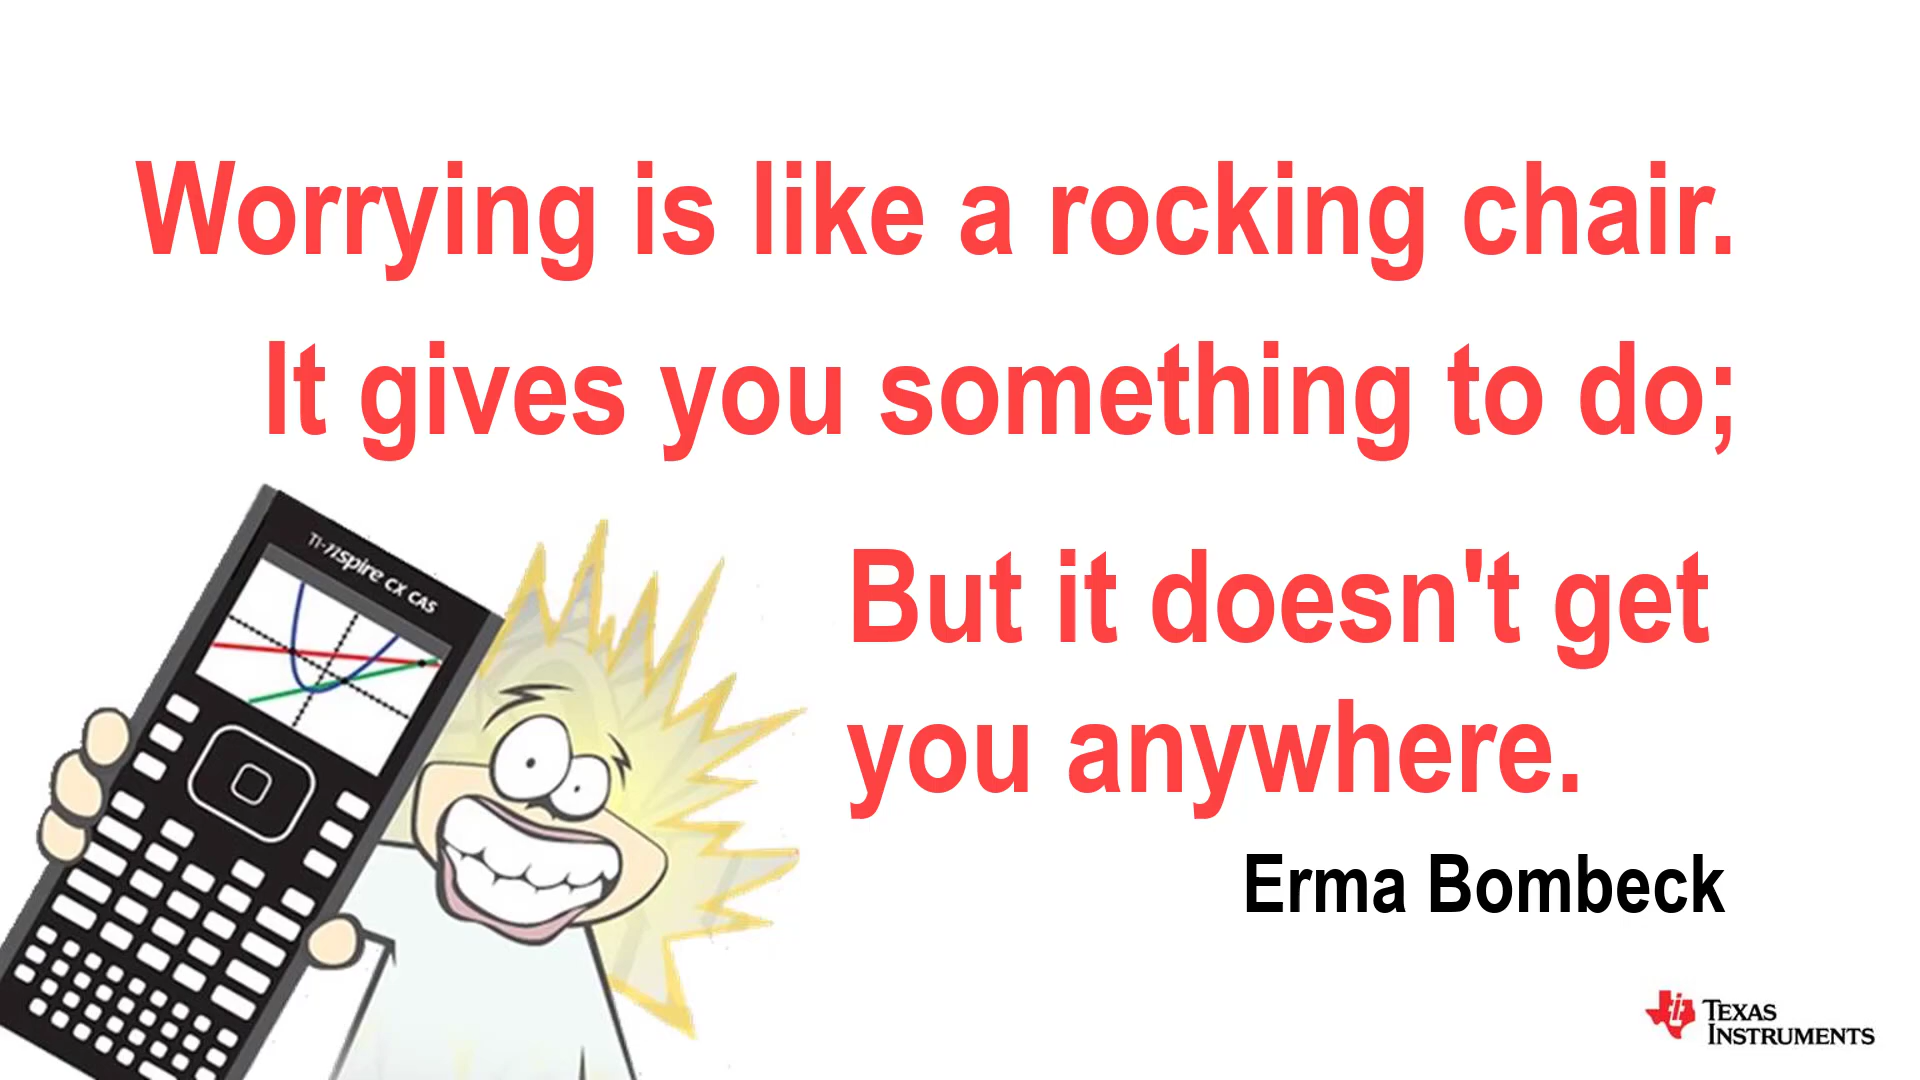 Worrying is like a rocking chair.
It gives you something to do;
But it doesn't get
you anywhere.
Erma Bombeck
TI-nspire CX CAS
TEXAS
INSTRUMENTS